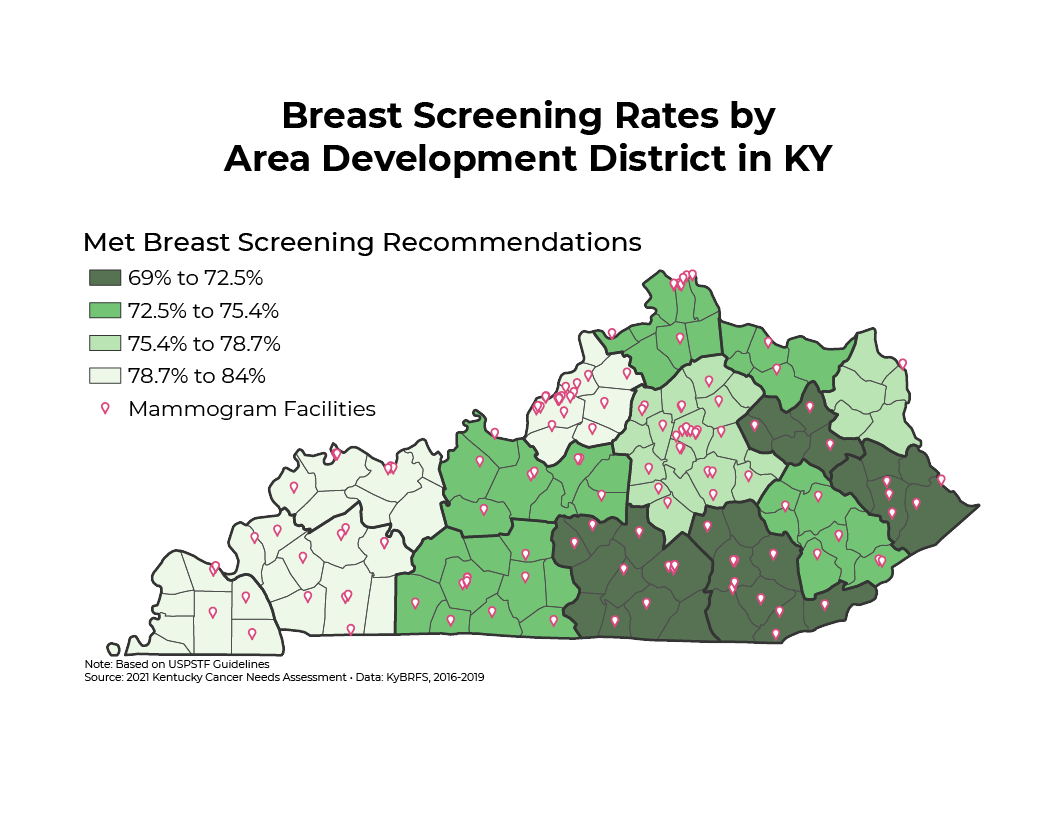 Breast Screening Rates by
Area Development District in KY
Met Breast Screening Recommendations
69% to 72.5%
72.5% to 75.4%
75.4% to 78.7%
78.7% to 84%
Mammogram Facilities
Note: Based on USPSTF Guidelines
Source: 2021 Kentucky Cancer Needs Assessment • Data: KyBRFS, 2016-2019